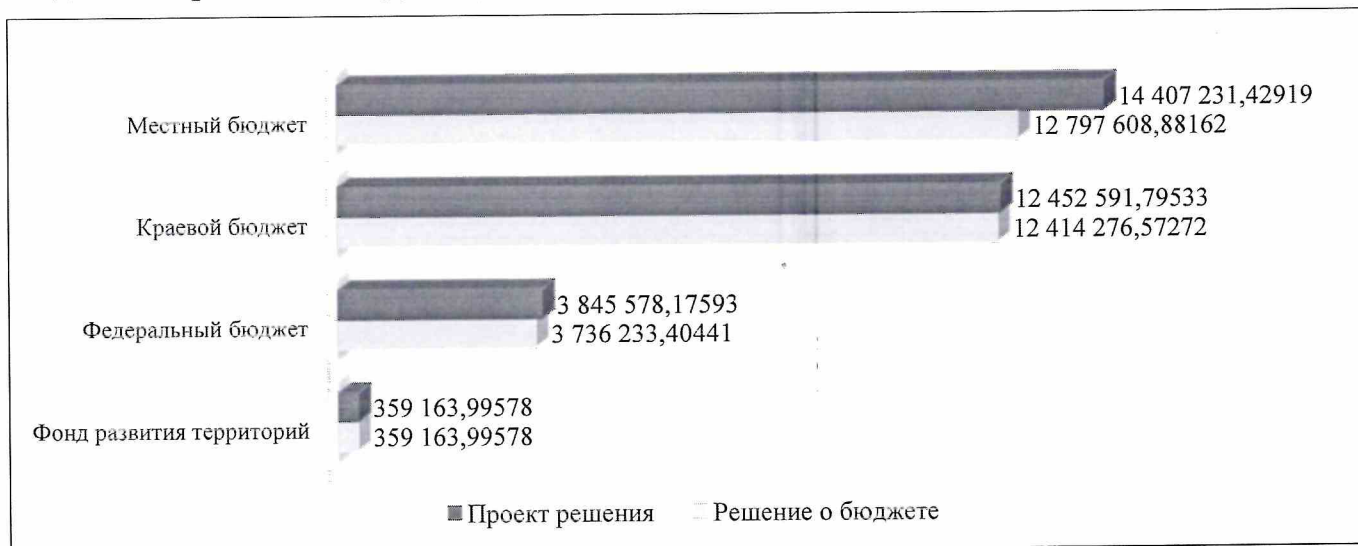 14 407 231,42919
Местный бюджет
12 797 608,88162
12 452 591,79533
Краевой бюджет
12 414 276,57272
3 845 578,17593
Федеральный бюджет
3 736 233,40441
359 163,99578
Фонд развития территорий
359 163,99578
Проект решения Решение о бюджете